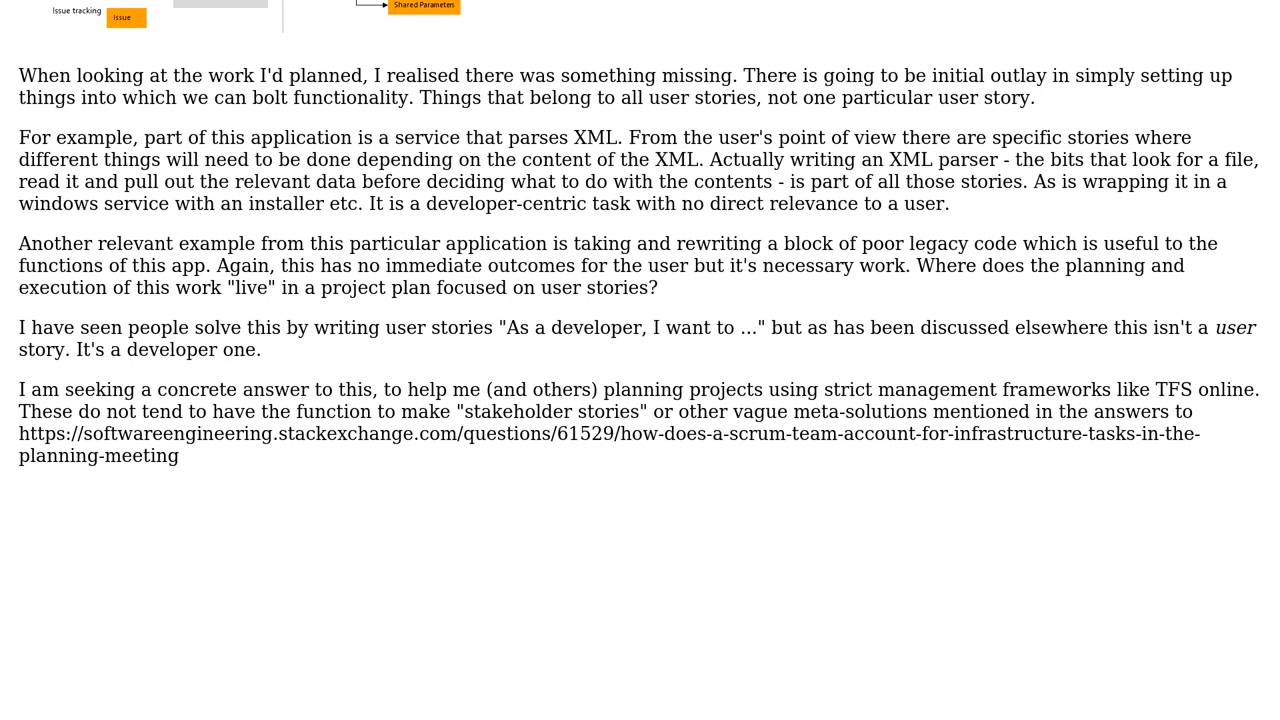 Issue tracking
Issue
Shared Parameters
When looking at the work I'd planned, I realised there was something missing. There is going to be initial outlay in simply setting up
things into which we can bolt functionality. Things that belong to all user stories, not one particular user story.
For example, part of this application is a service that parses XML. From the user's point of view there are specific stories where
different things will need to be done depending on the content of the XML. Actually writing an XML parser - the bits that look for a file,
read it and pull out the relevant data before deciding what to do with the contents - is part of all those stories. As is wrapping it in a
windows service with an installer etc. It is a developer-centric task with no direct relevance to a user.
Another relevant example from this particular application is taking and rewriting a block of poor legacy code which is useful to the
functions of this app. Again, this has no immediate outcomes for the user but it's necessary work. Where does the planning and
execution of this work "live" in a project plan focused on user stories?
I have seen people solve this by writing user stories "As a developer, I want to ..." but as has been discussed elsewhere this isn't a user
story. It's a developer one.
I am seeking a concrete answer to this, to help me (and others) planning projects using strict management frameworks like TFS online.
These do not tend to have the function to make "stakeholder stories" or other vague meta-solutions mentioned in the answers to
https://softwareengineering.stackexchange.com/questions/61529/how-does-a-scrum-team-account-for-infrastructure-tasks-in-the-
planning-meeting